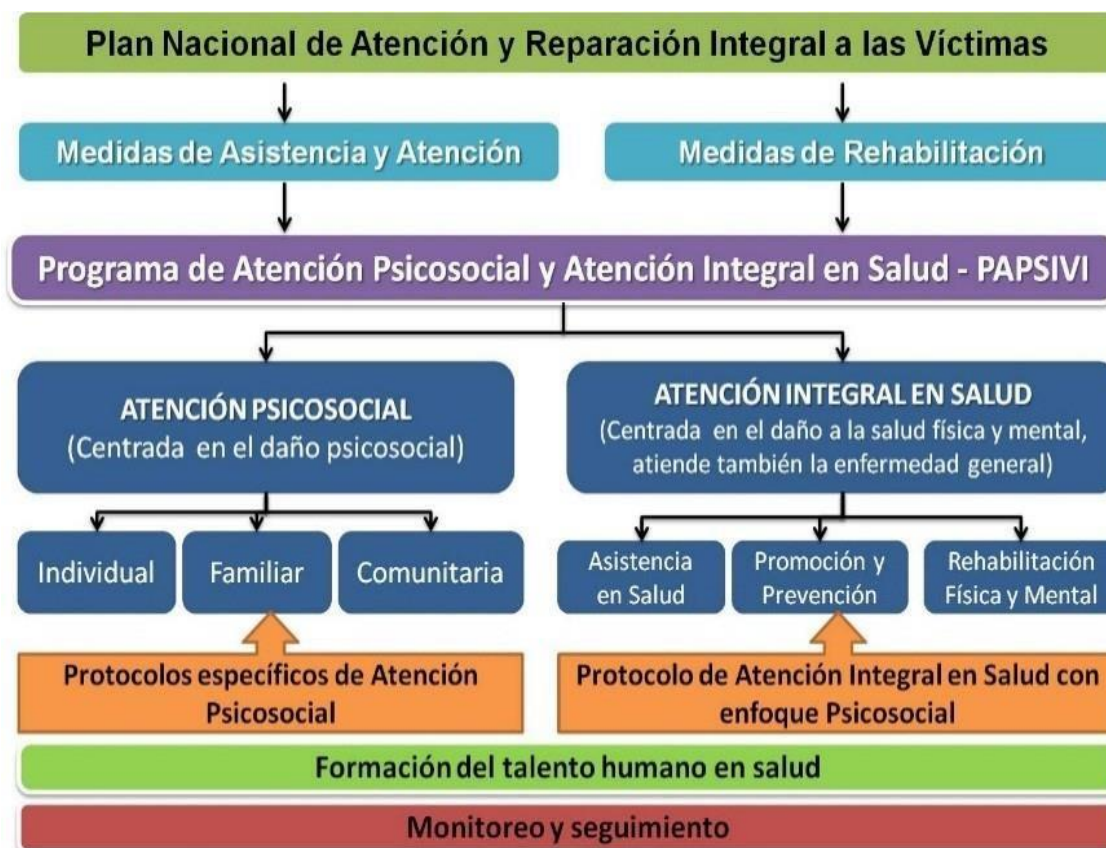 Plan Nacional de Atención y Reparación Integral a las Víctimas
Medidas de Asistencia y Atención
Medidas de Rehabilitación
Programa de Atención Psicosocial y Atención Integral en Salud - PAPSIVI
ATENCIÓN PSICOSOCIAL
(Centrada en el daño psicosocial)
ATENCIÓN INTEGRAL EN SALUD
(Centrada en el daño a la salud física y mental,
atiende también la enfermedad general)
Individual
Familiar
Comunitaria
Asistencia
en Salud
Promoción y
Prevención
Rehabilitación
Física y Mental
Protocolos específicos de Atención
Psicosocial
Protocolo de Atención Integral en Salud con
enfoque Psicosocial
Formación del talento humano en salud
Monitoreo y seguimiento